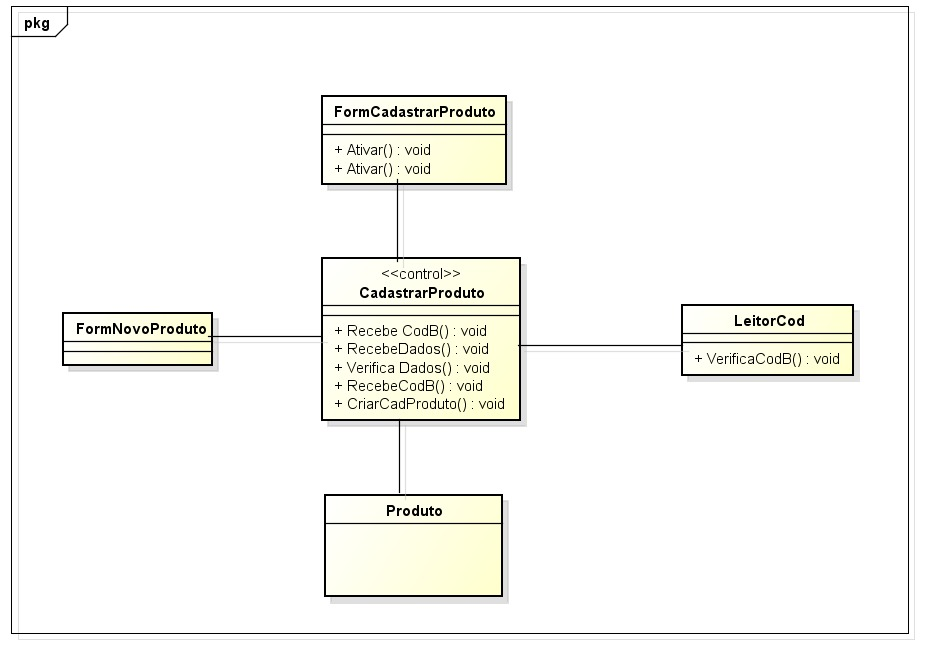 pkg
FormCadastrarProduto
+ Ativar() : void
+ Ativar() : void
<<control>>
CadastrarProduto
+ Recebe CodB() : void
+ RecebeDados() : void
+ Verifica Dados() : void
+ RecebeCodB() : void
+ CriarCadProduto() : void
FormNovoProduto
LeitorCod
+ VerificaCodB() : void
Produto